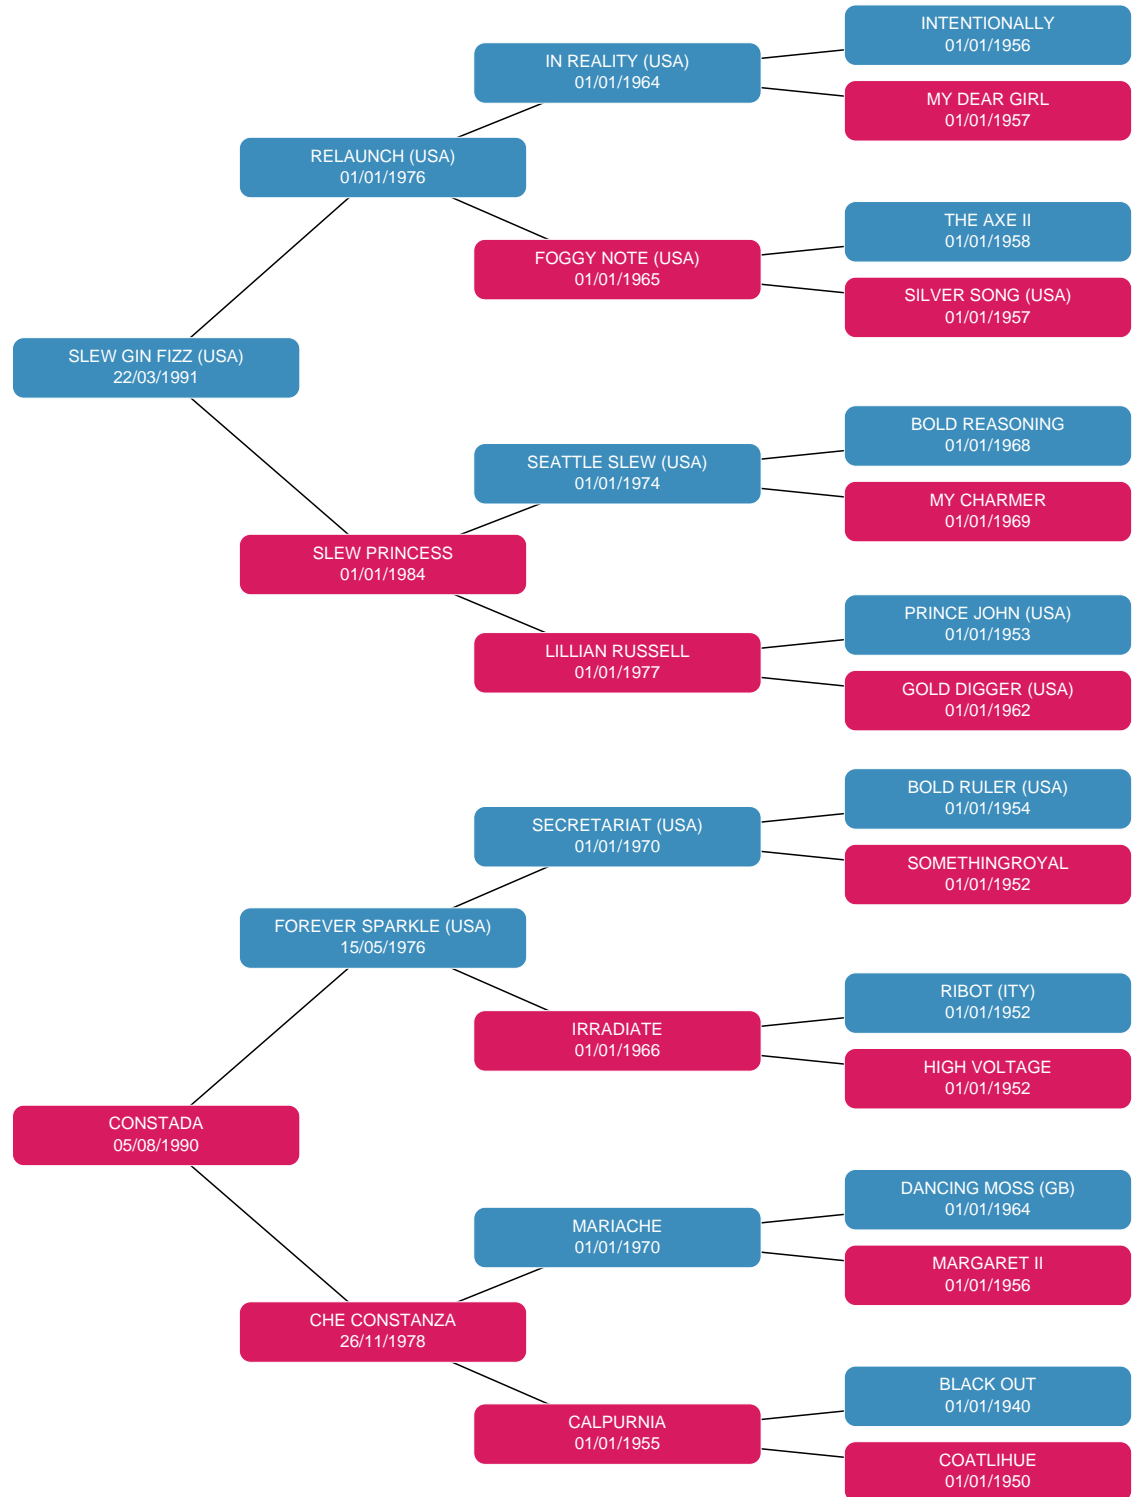 INTENTIONALLY
01/01/1956
IN REALITY (USA)
01/01/1964
MY DEAR GIRL
01/01/1957
RELAUNCH (USA)
01/01/1976
THE AXE II
01/01/1958
FOGGY NOTE (USA)
01/01/1965
SILVER SONG (USA)
01/01/1957
SLEW GIN FIZZ (USA)
22/03/1991
BOLD REASONING
01/01/1968
SEATTLE SLEW (USA)
01/01/1974
MY CHARMER
01/01/1969
SLEW PRINCESS
01/01/1984
PRINCE JOHN (USA)
01/01/1953
LILLIAN RUSSELL
01/01/1977
GOLD DIGGER (USA)
01/01/1962
BOLD RULER (USA)
01/01/1954
SECRETARIAT (USA)
01/01/1970
SOMETHINGROYAL
01/01/1952
FOREVER SPARKLE (USA)
15/05/1976
RIBOT (ITY)
01/01/1952
IRRADIATE
01/01/1966
HIGH VOLTAGE
01/01/1952
CONSTADA
05/08/1990
DANCING MOSS (GB)
01/01/1964
MARIACHE
01/01/1970
MARGARET II
01/01/1956
CHE CONSTANZA
26/11/1978
BLACK OUT
01/01/1940
CALPURNIA
01/01/1955
COATLIHUE
01/01/1950